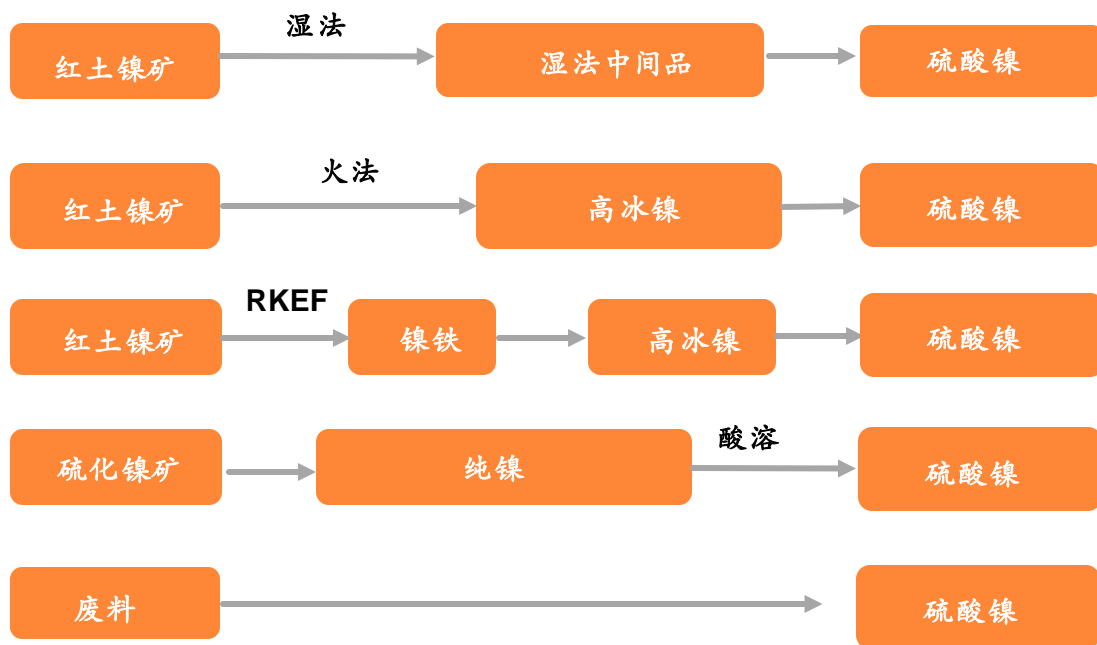 湿法
红土镍矿
湿法中间品
硫酸镍
火法
红土镍矿
高冰镍
硫酸镍
RKEF
红土镍矿
镍铁
高冰镍
硫酸镍
酸溶
硫化镍矿
纯镍
硫酸镍
废料
硫酸镍